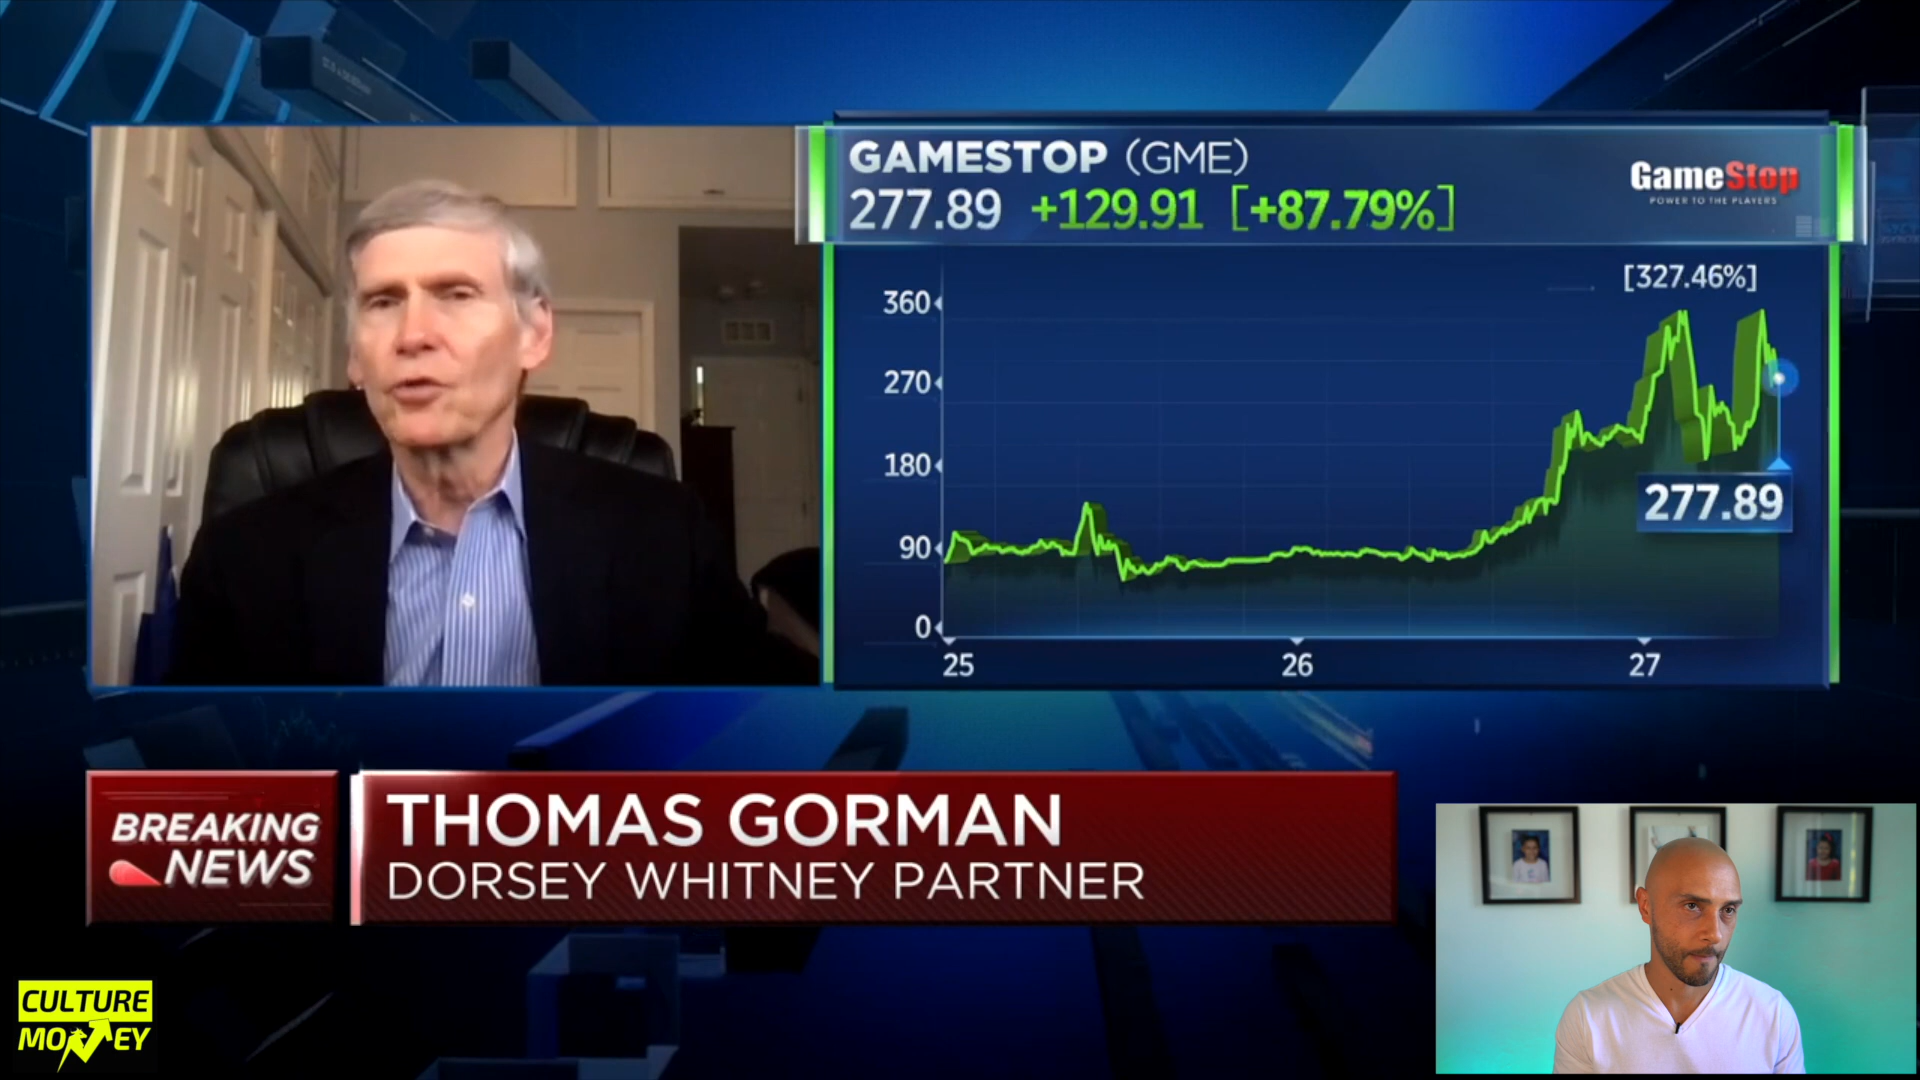 GAMESTOP (GME)
277.89 +129.91 [+87.79%]
GameStop
POWER TO THE PLAYERS
[327.46%]
360
270
180
90
0
277.89
25 26 27
BREAKING
NEWS
THOMAS GORMAN
DORSEY WHITNEY PARTNER
CULTURE
MONEY